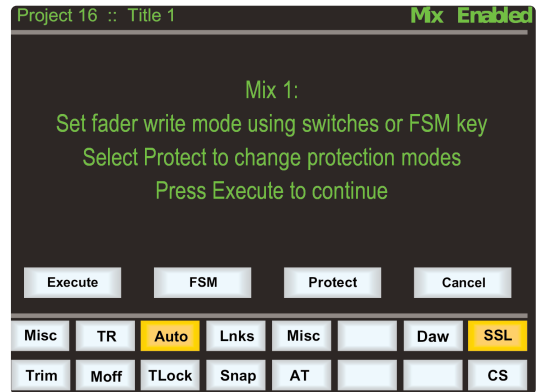 Project 16 :: Title 1 Mix Enabled
Mix 1:
Set fader write mode using switches or FSM key
Select Protect to change protection modes
Press Execute to continue
Execute FSM Protect Cancel
Misc TR Auto Lnks Misc Daw SSL
Trim Moff TLock Snap AT CS